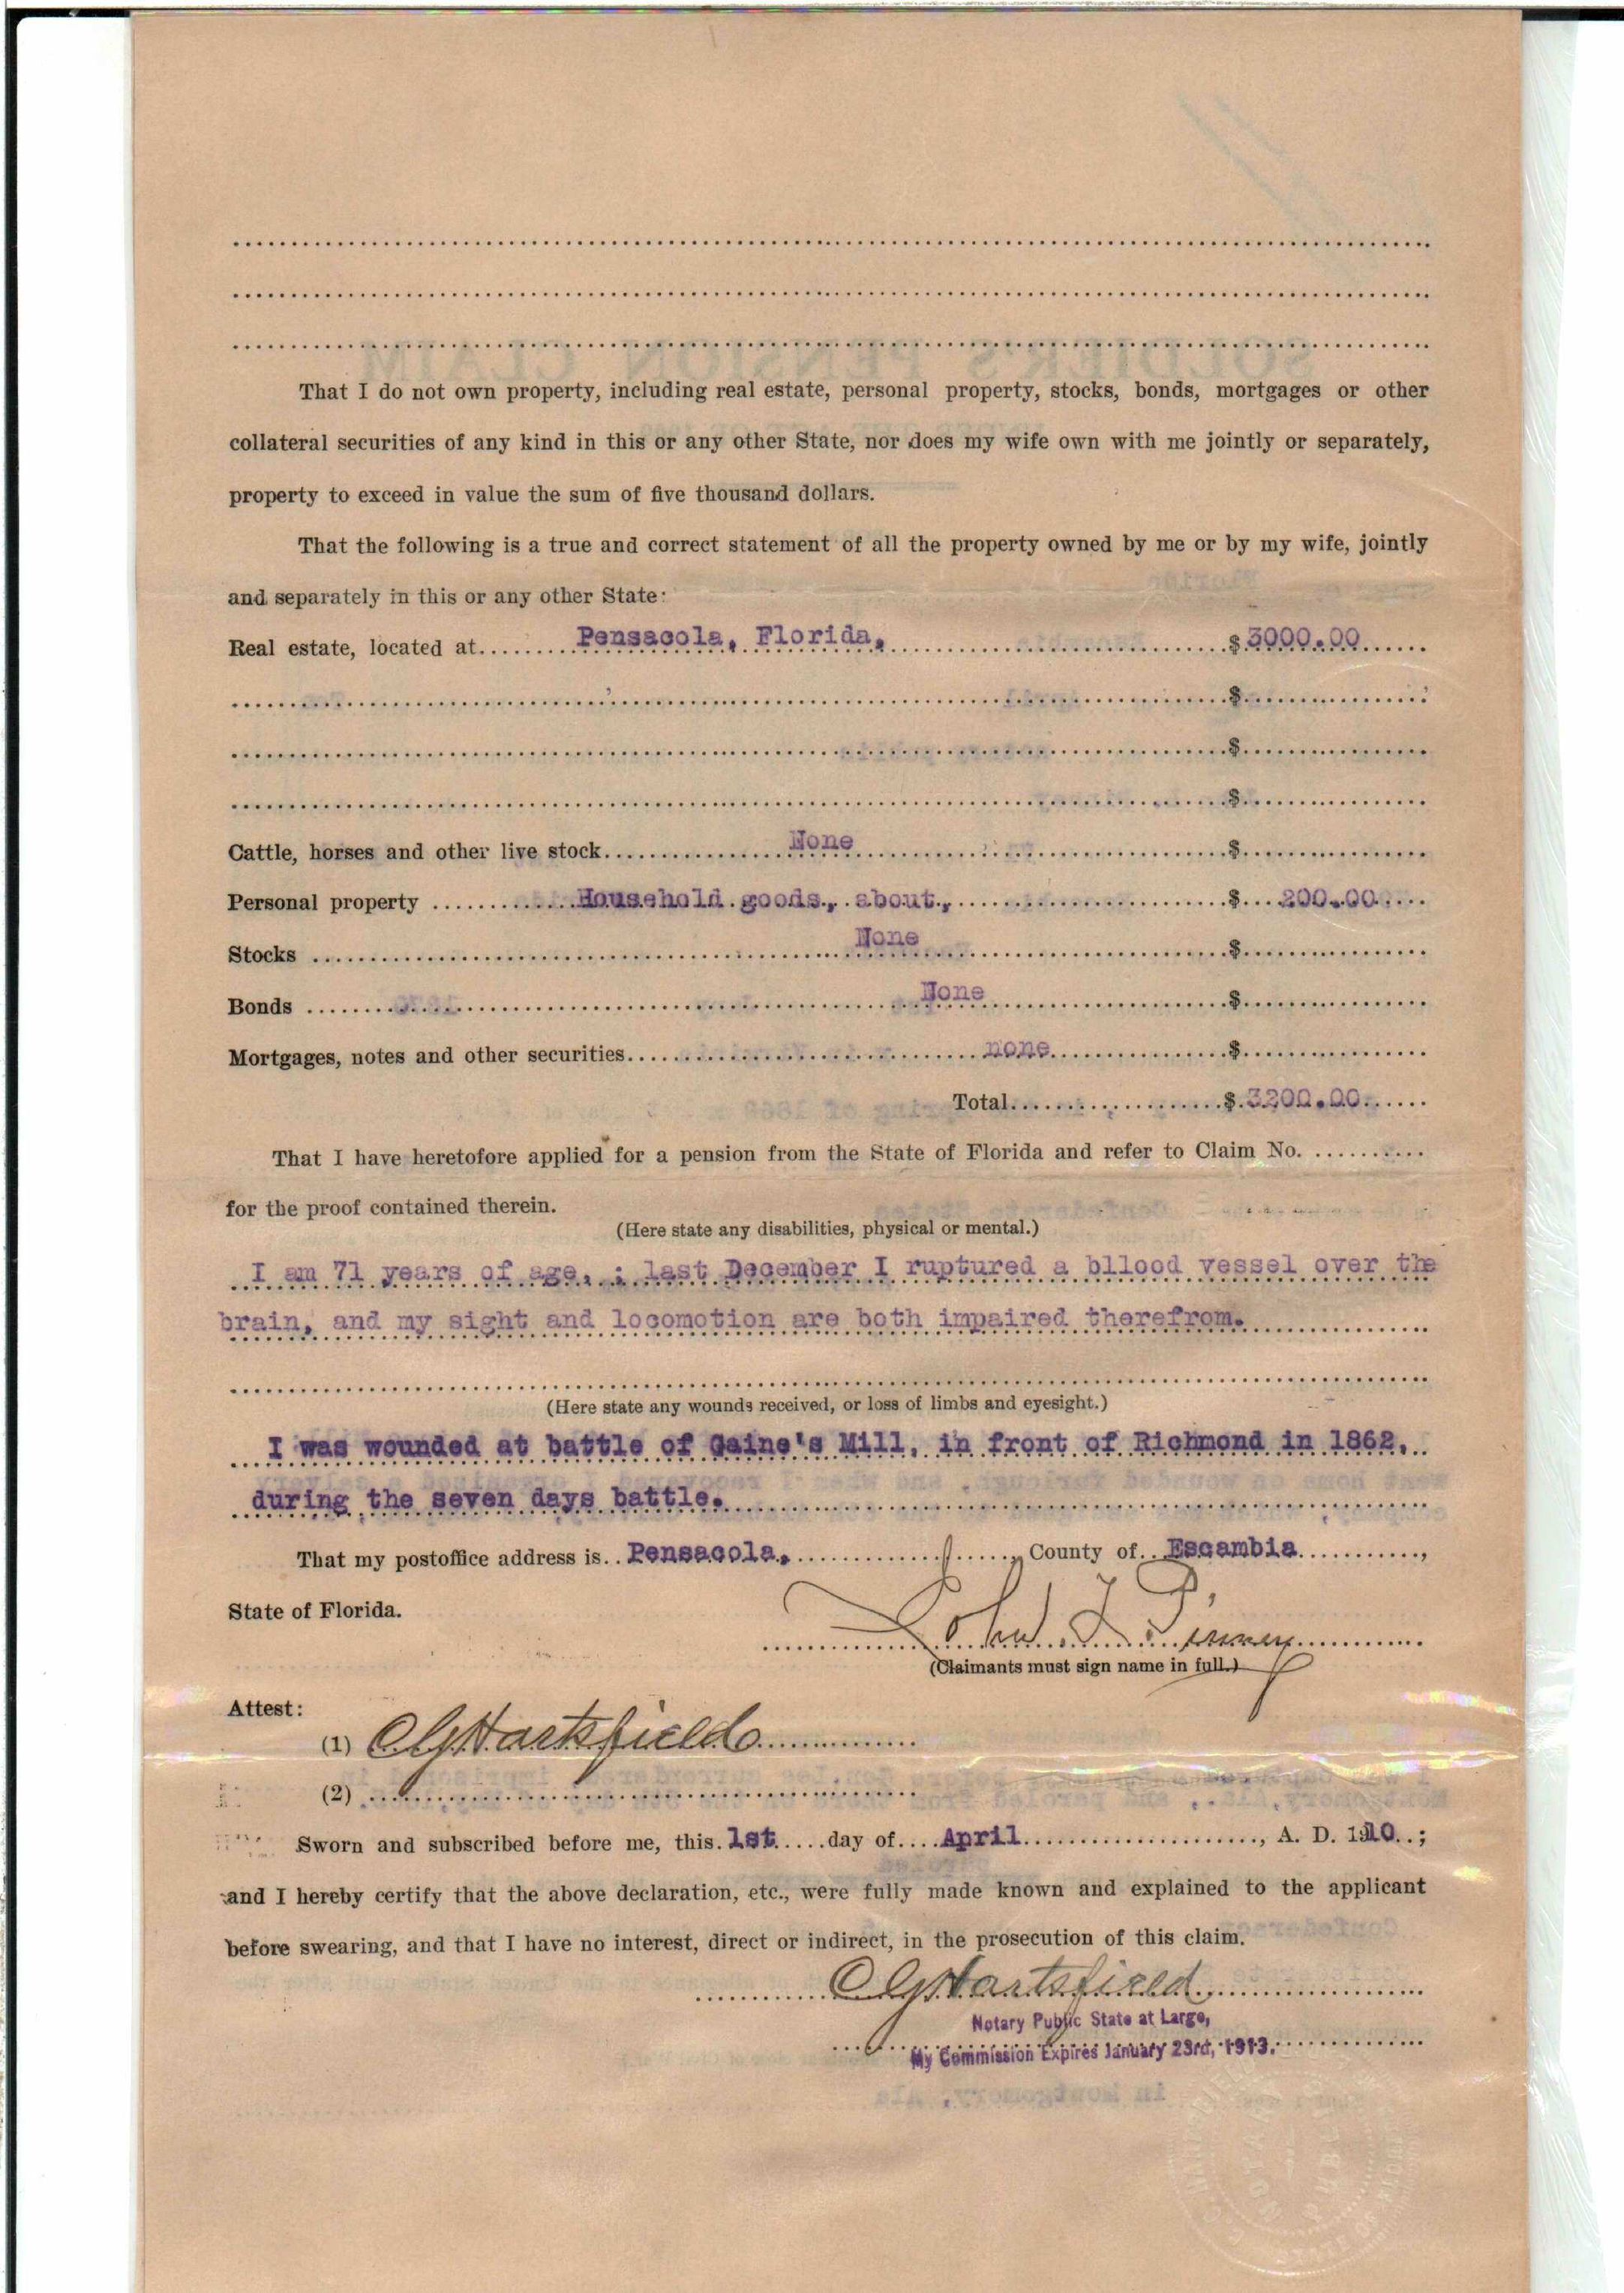 That I do not own property, including real estate, personal property, stocks, bonds, mortgages or other
collateral securities of any kind in this or any other State, nor does my wife own with me jointly or separately,
property to exceed in value the sum of five thousand dollars.
That the following is a true and correct statement of all the property owned by me or by my wife, jointly
and separately in this or any other State:
Real estate, located at Pensacola, Florida, $ 3000.00
$
$
$
Cattle, horses and other live stock None $
Personal property Household goods, about, $ 200.00
Stocks None $
Bonds None $
Mortgages, notes and other securities none $
Total $ 3200.00
That I have heretofore applied for a pension from the State of Florida and refer to Claim No.
for the proof contained therein.
(Here state any disabilities, physical or mental.)
I am 71 years of age, ; last December I ruptured a bllood vessel over the
brain, and my sight and locomotion are both impaired therefrom.
(Here state any wounds received, or loss of limbs and eyesight.)
I was wounded at battle of Gaine's Mill, in front of Richmond in 1862,
during the seven days battle.
That my postoffice address is Pensacola, , County of Escambia ,
State of Florida.
John
(Claimants must sign name in full.)
Attest:
(1) C G Hartsfield
(2)
Sworn and subscribed before me, this 1st day of April , A. D. 1910 ;
and I hereby certify that the above declaration, etc., were fully made known and explained to the applicant
before swearing, and that I have no interest, direct or indirect, in the prosecution of this claim.
C G Hartsfield
Notary Public State at Large,
My Commission Expires January 23rd, 1913.